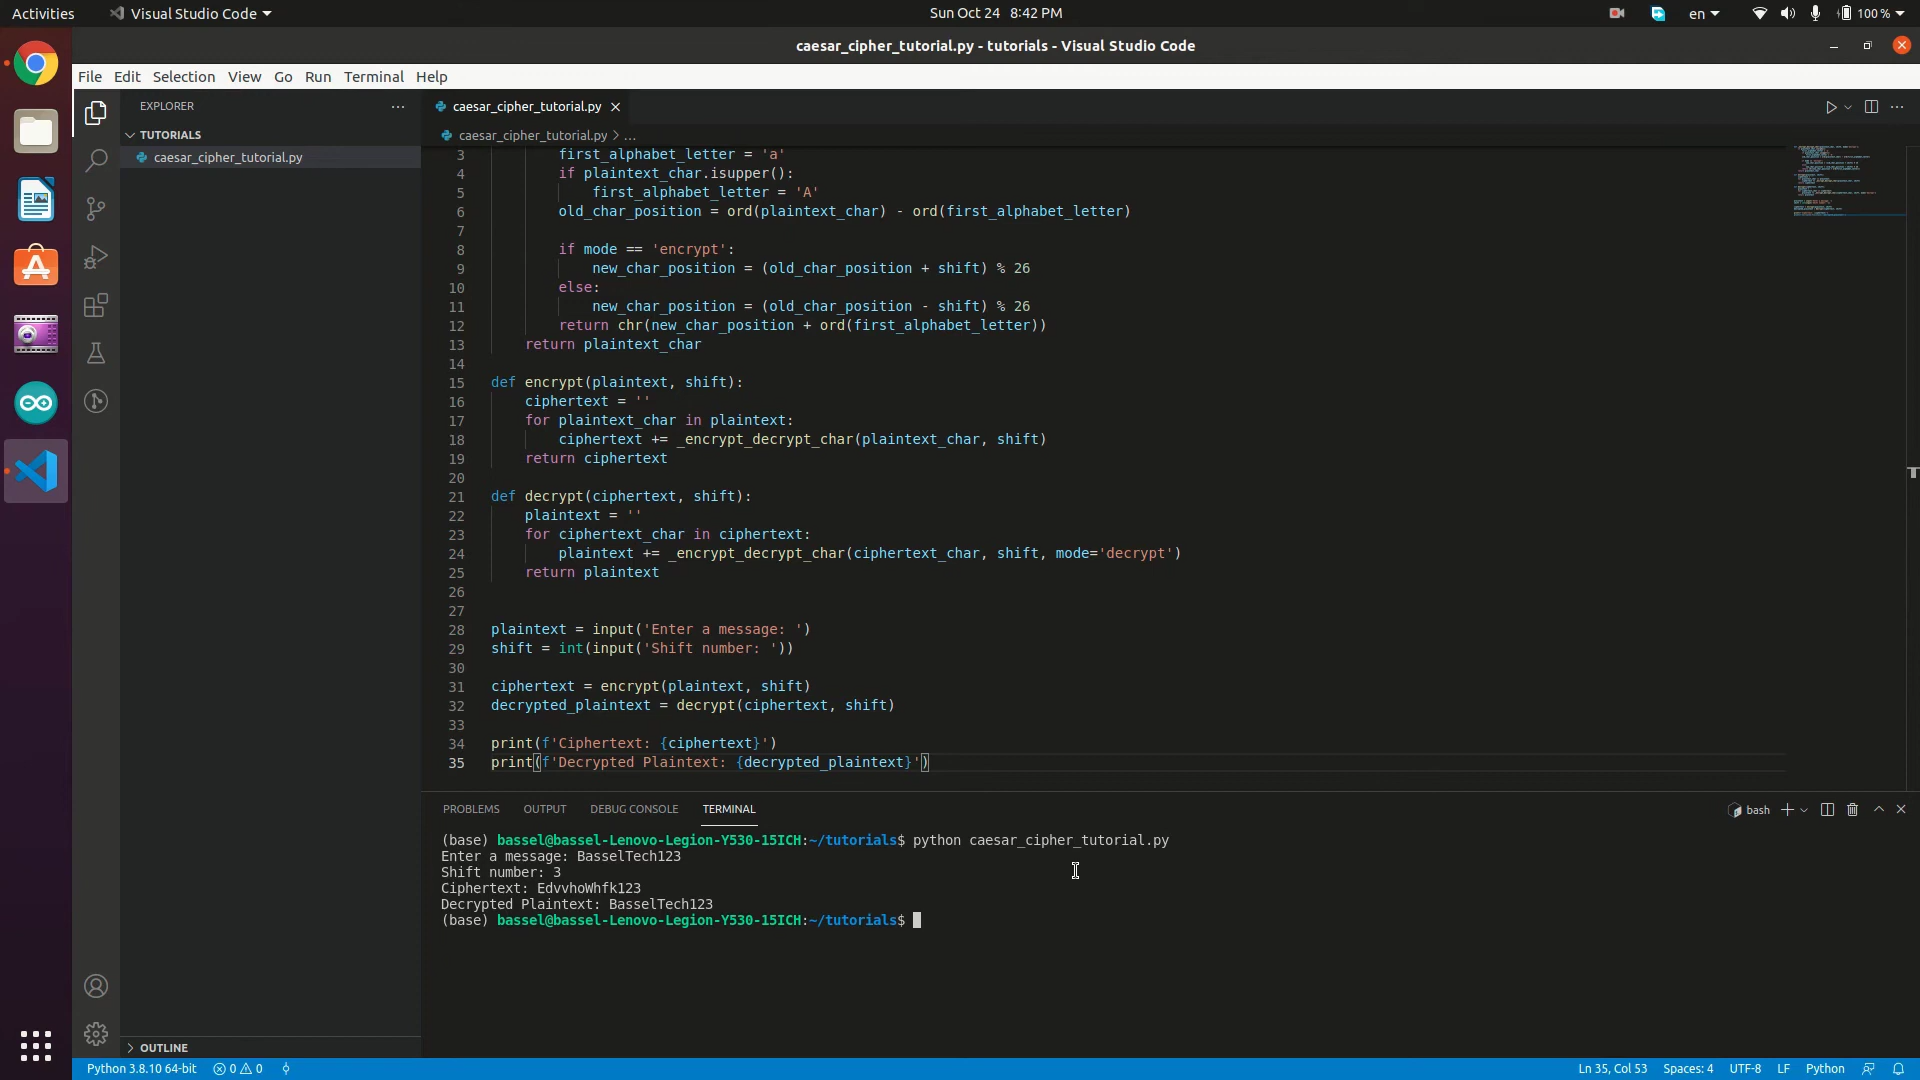 Activities
Visual Studio Code
Sun Oct 24 8:42 PM
en
100 %
caesar_cipher_tutorial.py - tutorials - Visual Studio Code
File Edit Selection View Go Run Terminal Help
EXPLORER
TUTORIALS
caesar_cipher_tutorial.py
OUTLINE
caesar_cipher_tutorial.py
caesar_cipher_tutorial.py > ...
3 first_alphabet_letter = 'a'
4 if plaintext_char.isupper():
5 first_alphabet_letter = 'A'
6 old_char_position = ord(plaintext_char) - ord(first_alphabet_letter)
7
8 if mode == 'encrypt':
9 new_char_position = (old_char_position + shift) % 26
10 else:
11 new_char_position = (old_char_position - shift) % 26
12 return chr(new_char_position + ord(first_alphabet_letter))
13 return plaintext_char
14
15 def encrypt(plaintext, shift):
16 ciphertext = ''
17 for plaintext_char in plaintext:
18 ciphertext += _encrypt_decrypt_char(plaintext_char, shift)
19 return ciphertext
20
21 def decrypt(ciphertext, shift):
22 plaintext = ''
23 for ciphertext_char in ciphertext:
24 plaintext += _encrypt_decrypt_char(ciphertext_char, shift, mode='decrypt')
25 return plaintext
26
27
28 plaintext = input('Enter a message: ')
29 shift = int(input('Shift number: '))
30
31 ciphertext = encrypt(plaintext, shift)
32 decrypted_plaintext = decrypt(ciphertext, shift)
33
34 print(f'Ciphertext: {ciphertext}')
35 print(f'Decrypted Plaintext: {decrypted_plaintext}')
PROBLEMS OUTPUT DEBUG CONSOLE TERMINAL
bash
(base) bassel@bassel-Lenovo-Legion-Y530-15ICH:~/tutorials$ python caesar_cipher_tutorial.py
Enter a message: BasselTech123
Shift number: 3
Ciphertext: EdvvhoWhfk123
Decrypted Plaintext: BasselTech123
(base) bassel@bassel-Lenovo-Legion-Y530-15ICH:~/tutorials$
Python 3.8.10 64-bit 0 0
Ln 35, Col 53 Spaces: 4 UTF-8 LF Python